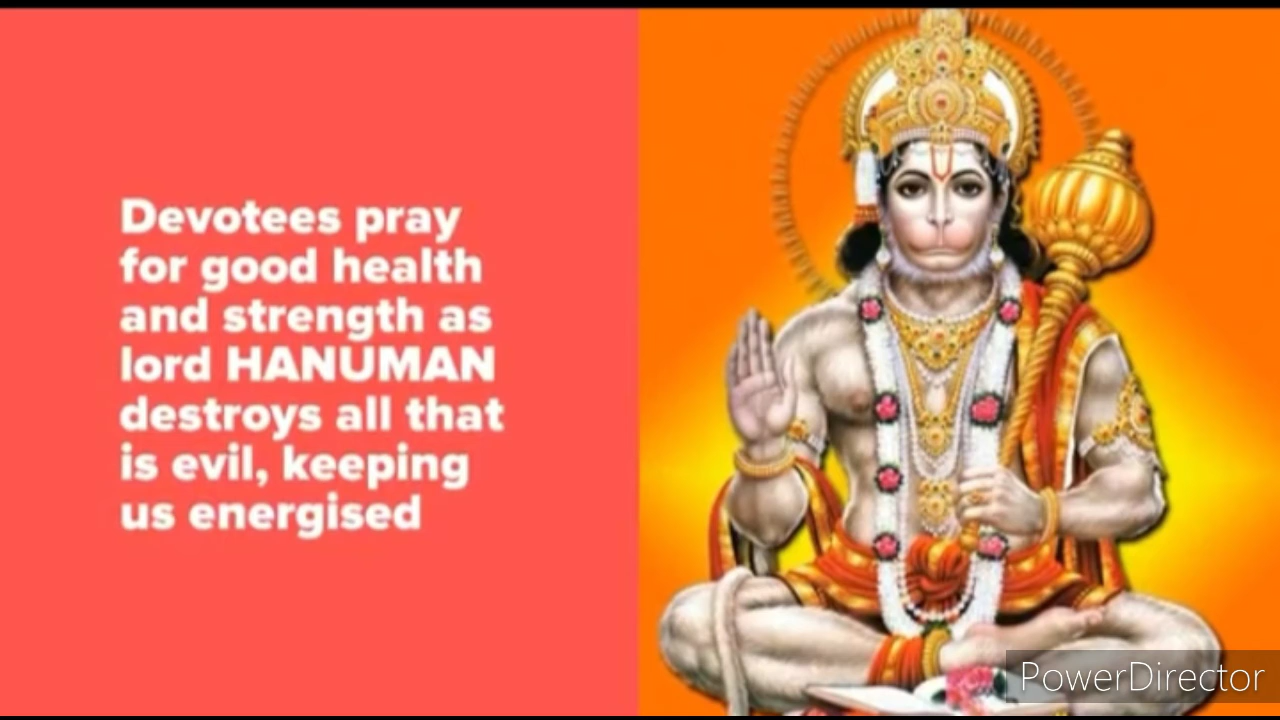 Devotees pray
for good health
and strength as
lord HANUMAN
destroys all that
is evil, keeping
us energised
PowerDirector